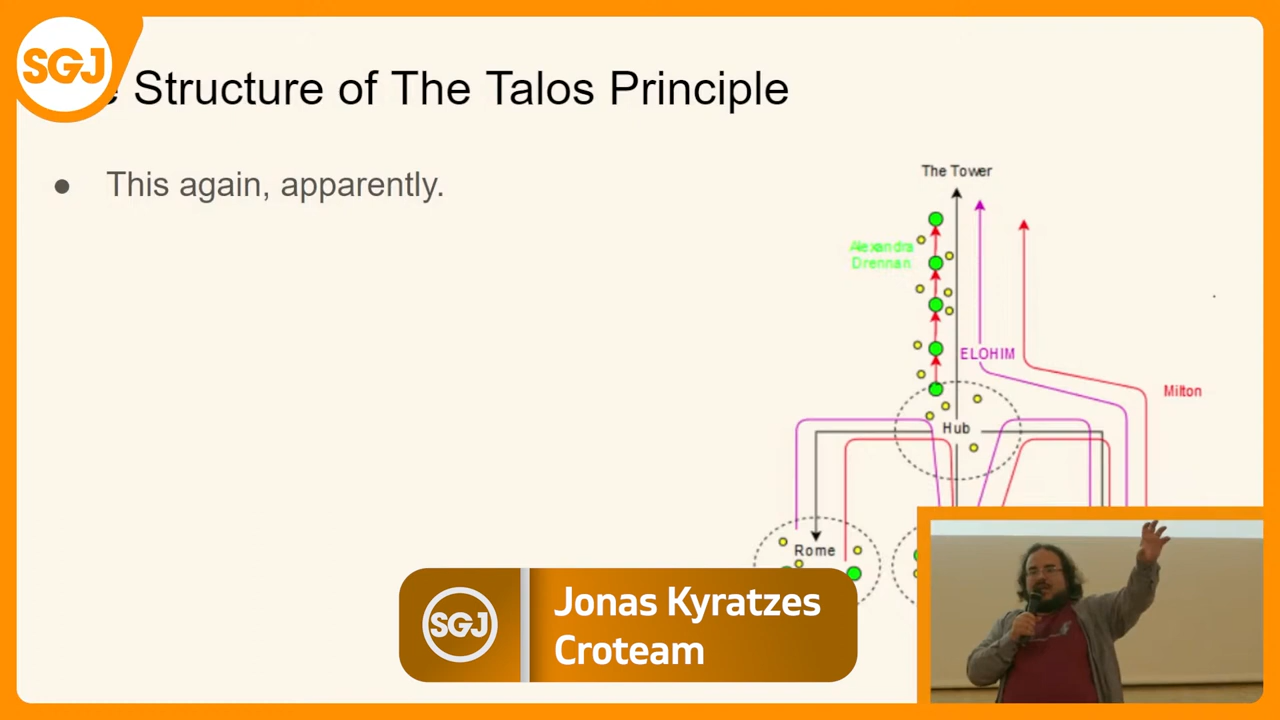 SGJ
e Structure of The Talos Principle
● This again, apparently.
The Tower
Alexandra
Drennan
ELOHIM
Milton
Hub
Rome
SGJ
Jonas Kyratzes
Croteam